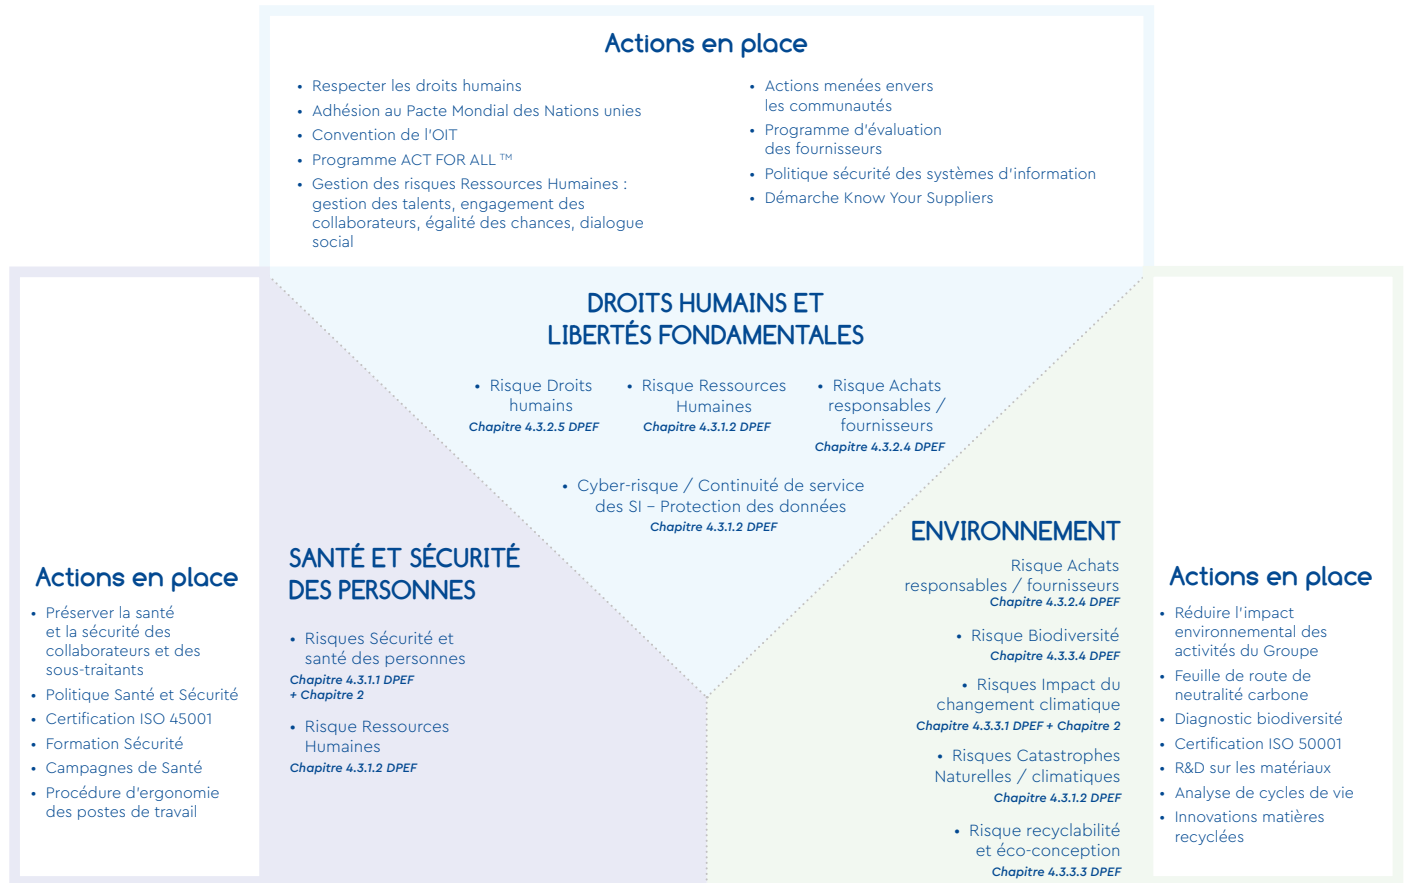 Actions en place
• Respecter les droits humains
• Adhésion au Pacte Mondial des Nations unies
• Convention de l'OIT
• Programme ACT FOR ALL ™
• Gestion des risques Ressources Humaines :
gestion des talents, engagement des
collaborateurs, égalité des chances, dialogue
social
• Actions menées envers
les communautés
• Programme d'évaluation
des fournisseurs
• Politique sécurité des systèmes d'information
• Démarche Know Your Suppliers
DROITS HUMAINS ET
LIBERTÉS FONDAMENTALES
• Risque Droits
humains
Chapitre 4.3.2.5 DPEF
• Risque Ressources
Humaines
Chapitre 4.3.1.2 DPEF
• Risque Achats
responsables /
fournisseurs
Chapitre 4.3.2.4 DPEF
• Cyber-risque / Continuité de service
des SI – Protection des données
Chapitre 4.3.1.2 DPEF
Actions en place
• Préserver la santé
et la sécurité des
collaborateurs et des
sous-traitants
• Politique Santé et Sécurité
• Certification ISO 45001
• Formation Sécurité
• Campagnes de Santé
• Procédure d'ergonomie
des postes de travail
SANTÉ ET SÉCURITÉ
DES PERSONNES
• Risques Sécurité et
santé des personnes
Chapitre 4.3.1.1 DPEF
+ Chapitre 2
• Risque Ressources
Humaines
Chapitre 4.3.1.2 DPEF
ENVIRONNEMENT
Risque Achats
responsables / fournisseurs
Chapitre 4.3.2.4 DPEF
• Risque Biodiversité
Chapitre 4.3.3.4 DPEF
• Risques Impact du
changement climatique
Chapitre 4.3.3.1 DPEF + Chapitre 2
• Risques Catastrophes
Naturelles / climatiques
Chapitre 4.3.1.2 DPEF
• Risque recyclabilité
et éco-conception
Chapitre 4.3.3.3 DPEF
Actions en place
• Réduire l'impact
environnemental des
activités du Groupe
• Feuille de route de
neutralité carbone
• Diagnostic biodiversité
• Certification ISO 50001
• R&D sur les matériaux
• Analyse de cycles de vie
• Innovations matières
recyclées